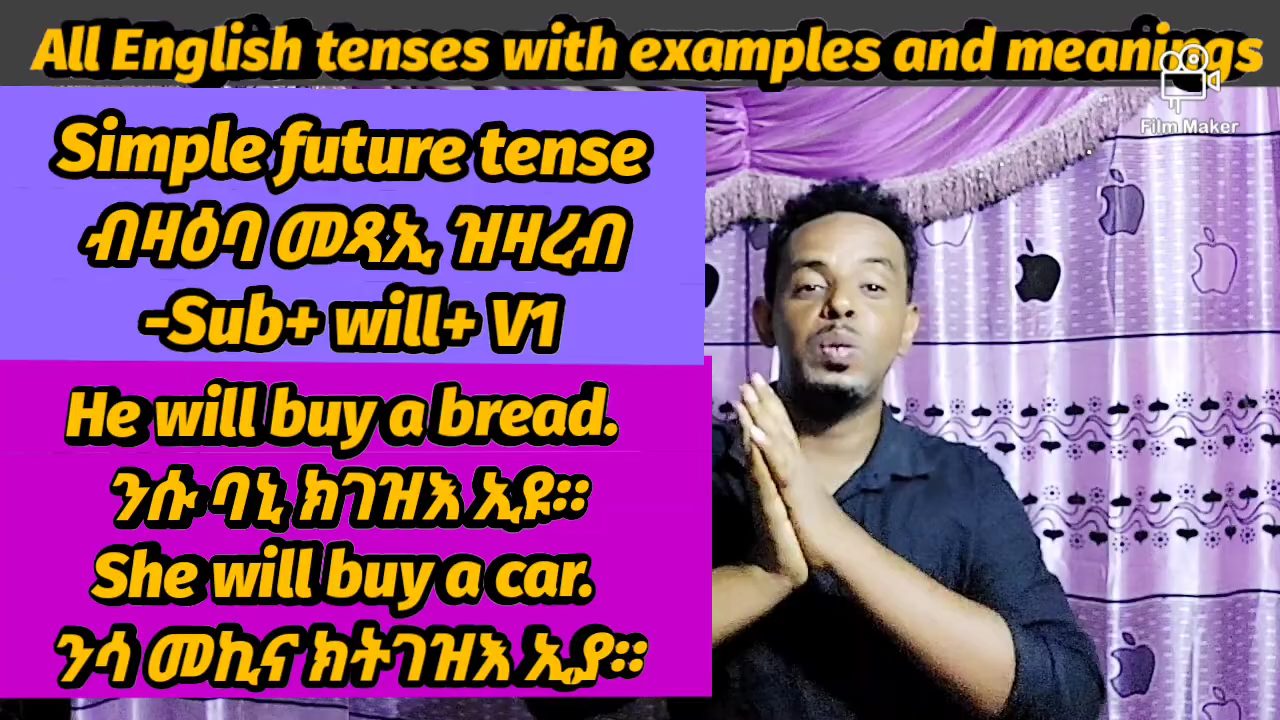 All English tenses with examples and meanings
Film Maker
Simple future tense
ብዛዕባ መጻኢ ዝዛረብ
-Sub+ will+ V1
He will buy a bread.
ንሱ ባኒ ክገዝእ ኢዩ።
She will buy a car.
ንሳ መኪና ክትገዝእ ኢያ።